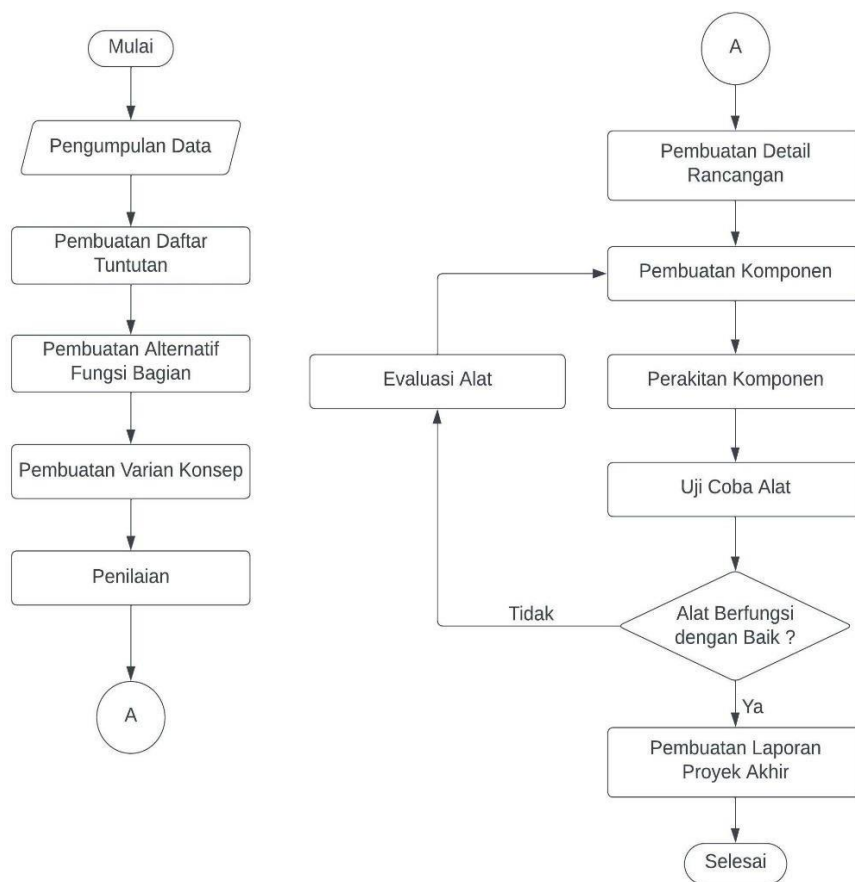 Mulai
Pengumpulan Data
Pembuatan Daftar
Tuntutan
Pembuatan Alternatif
Fungsi Bagian
Pembuatan Varian Konsep
Penilaian
A
A
Pembuatan Detail
Rancangan
Pembuatan Komponen
Evaluasi Alat
Perakitan Komponen
Uji Coba Alat
Alat Berfungsi
dengan Baik ?
Tidak
Ya
Pembuatan Laporan
Proyek Akhir
Selesai